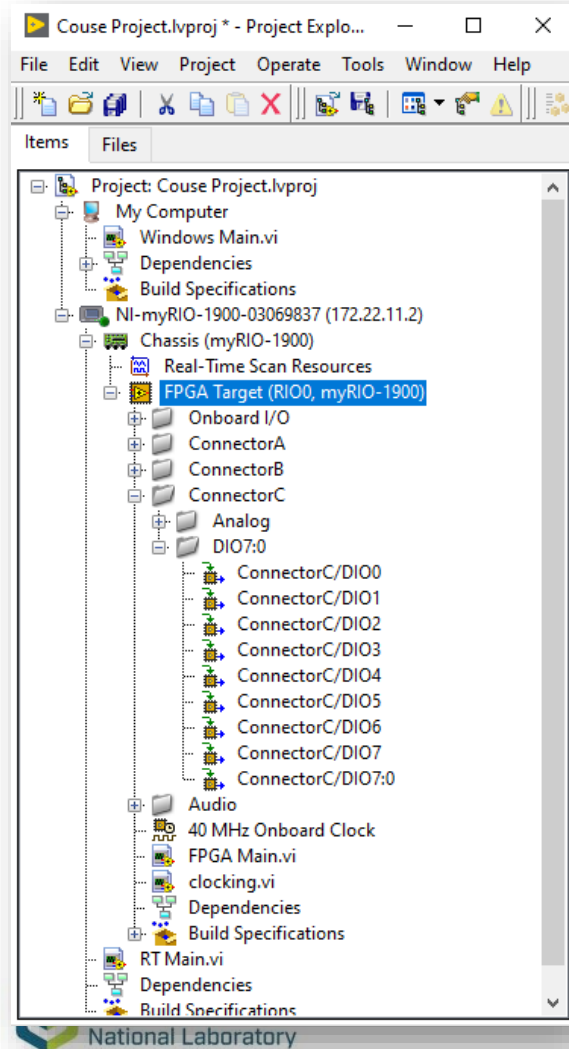 Couse Project.lvproj * - Project Explo...
File Edit View Project Operate Tools Window Help
Items Files
Project: Couse Project.lvproj
My Computer
Windows Main.vi
Dependencies
Build Specifications
NI-myRIO-1900-03069837 (172.22.11.2)
Chassis (myRIO-1900)
Real-Time Scan Resources
FPGA Target (RIO0, myRIO-1900)
Onboard I/O
ConnectorA
ConnectorB
ConnectorC
Analog
DIO7:0
ConnectorC/DIO0
ConnectorC/DIO1
ConnectorC/DIO2
ConnectorC/DIO3
ConnectorC/DIO4
ConnectorC/DIO5
ConnectorC/DIO6
ConnectorC/DIO7
ConnectorC/DIO7:0
Audio
40 MHz Onboard Clock
FPGA Main.vi
clocking.vi
Dependencies
Build Specifications
RT Main.vi
Dependencies
Build Specifications
National Laboratory